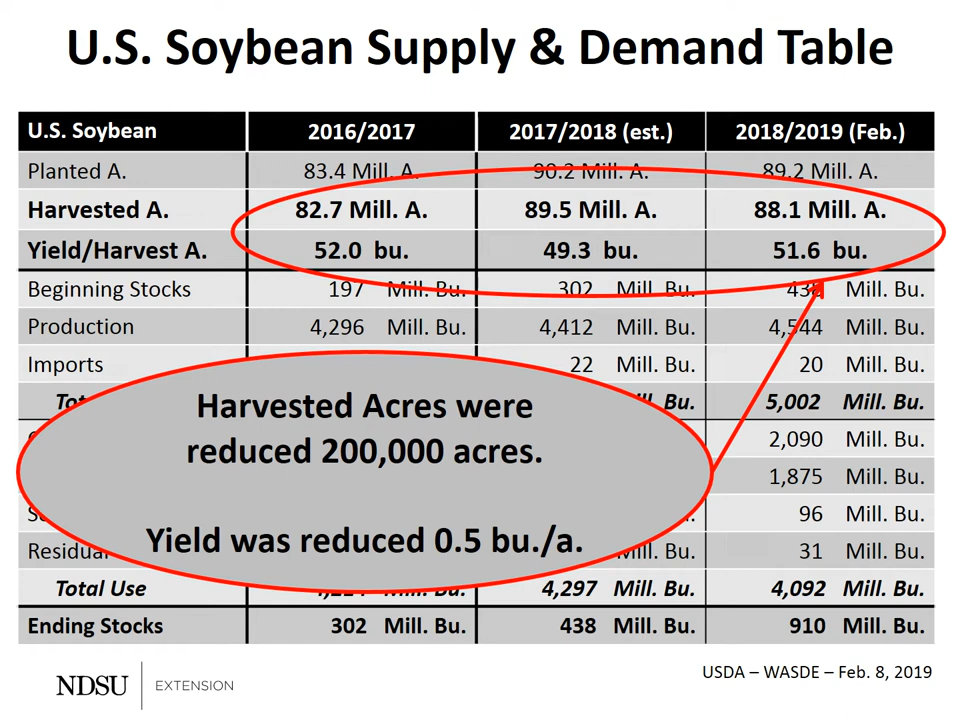 U.S. Soybean Supply & Demand Table
U.S. Soybean 2016/2017 2017/2018 (est.) 2018/2019 (Feb.)
Planted A. 83.4 Mill. A. 90.2 Mill. A. 89.2 Mill. A.
Harvested A. 82.7 Mill. A. 89.5 Mill. A. 88.1 Mill. A.
Yield/Harvest A. 52.0 bu. 49.3 bu. 51.6 bu.
Beginning Stocks 197 Mill. Bu. 302 Mill. Bu. 438 Mill. Bu.
Production 4,296 Mill. Bu. 4,412 Mill. Bu. 4,544 Mill. Bu.
Imports 22 Mill. Bu. 20 Mill. Bu.
Bu. 5,002 Mill. Bu.
2,090 Mill. Bu.
1,875 Mill. Bu.
96 Mill. Bu.
Residual Mill. Bu. 31 Mill. Bu.
Harvested Acres were
reduced 200,000 acres.
Yield was reduced 0.5 bu./a.
Total Use Mill. Bu. 4,297 Mill. Bu. 4,092 Mill. Bu.
Ending Stocks 302 Mill. Bu. 438 Mill. Bu. 910 Mill. Bu.
USDA – WASDE – Feb. 8, 2019
NDSU EXTENSION